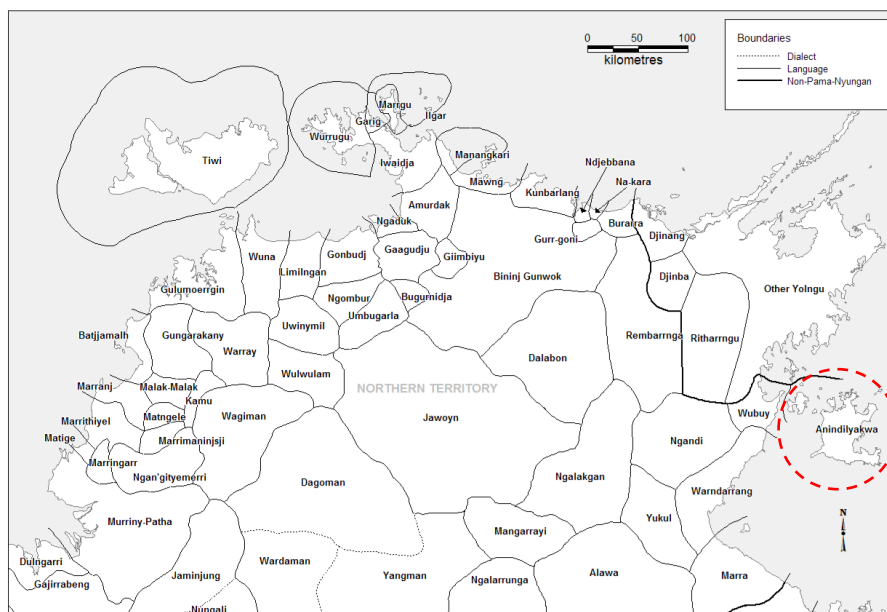 0 50 100
kilometres
Boundaries
Dialect
Language
Non-Pama-Nyungan
Marrgu
Ilgar
Garig
Wurrugu
Tiwi
Iwaidja
Manangkari
Ndjebbana
Mawng
Na-kara
Kunbarlang
Amurdak
Ngaduk
Burarra
Gurr-goni
Djinang
Wuna
Gonbudj
Gaagudju
Giimbiyu
Limilngan
Bininj Gunwok
Djinba
Other Yolngu
Gulumoerrgin
Ngombur
Bugurnidja
Umbugarla
Uwinymil
Batjjamalh
Gungarakany
Warray
Rembarrnga
Ritharrngu
Dalabon
Wulwulam
Marranj
Malak-Malak
Kamu
NORTHERN TERRITORY
Matngele
Wagiman
Jawoyn
Wubuy
Marrithiyel
Anindilyakwa
Matige
Marrimaninjsji
Ngandi
Marringarr
Ngan'gityemerri
Dagoman
Ngalakgan
Warndarrang
Murriny-Patha
Mangarrayi
Yukul
N
Dulngarri
Wardaman
Gajirrabeng
Jaminjung
Yangman
Ngalarrunga
Alawa
Marra
Nungali